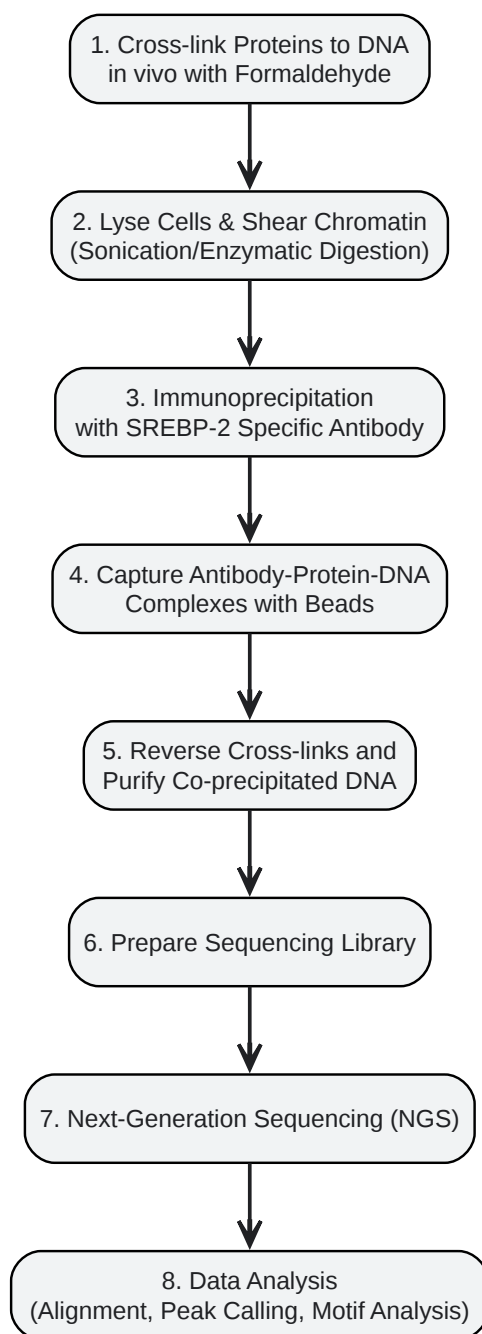 1. Cross-link Proteins to DNA
in vivo with Formaldehyde
2. Lyse Cells & Shear Chromatin
(Sonication/Enzymatic Digestion)
3. Immunoprecipitation
with SREBP-2 Specific Antibody
4. Capture Antibody-Protein-DNA
Complexes with Beads
5. Reverse Cross-links and
Purify Co-precipitated DNA
6. Prepare Sequencing Library
7. Next-Generation Sequencing (NGS)
8. Data Analysis
(Alignment, Peak Calling, Motif Analysis)